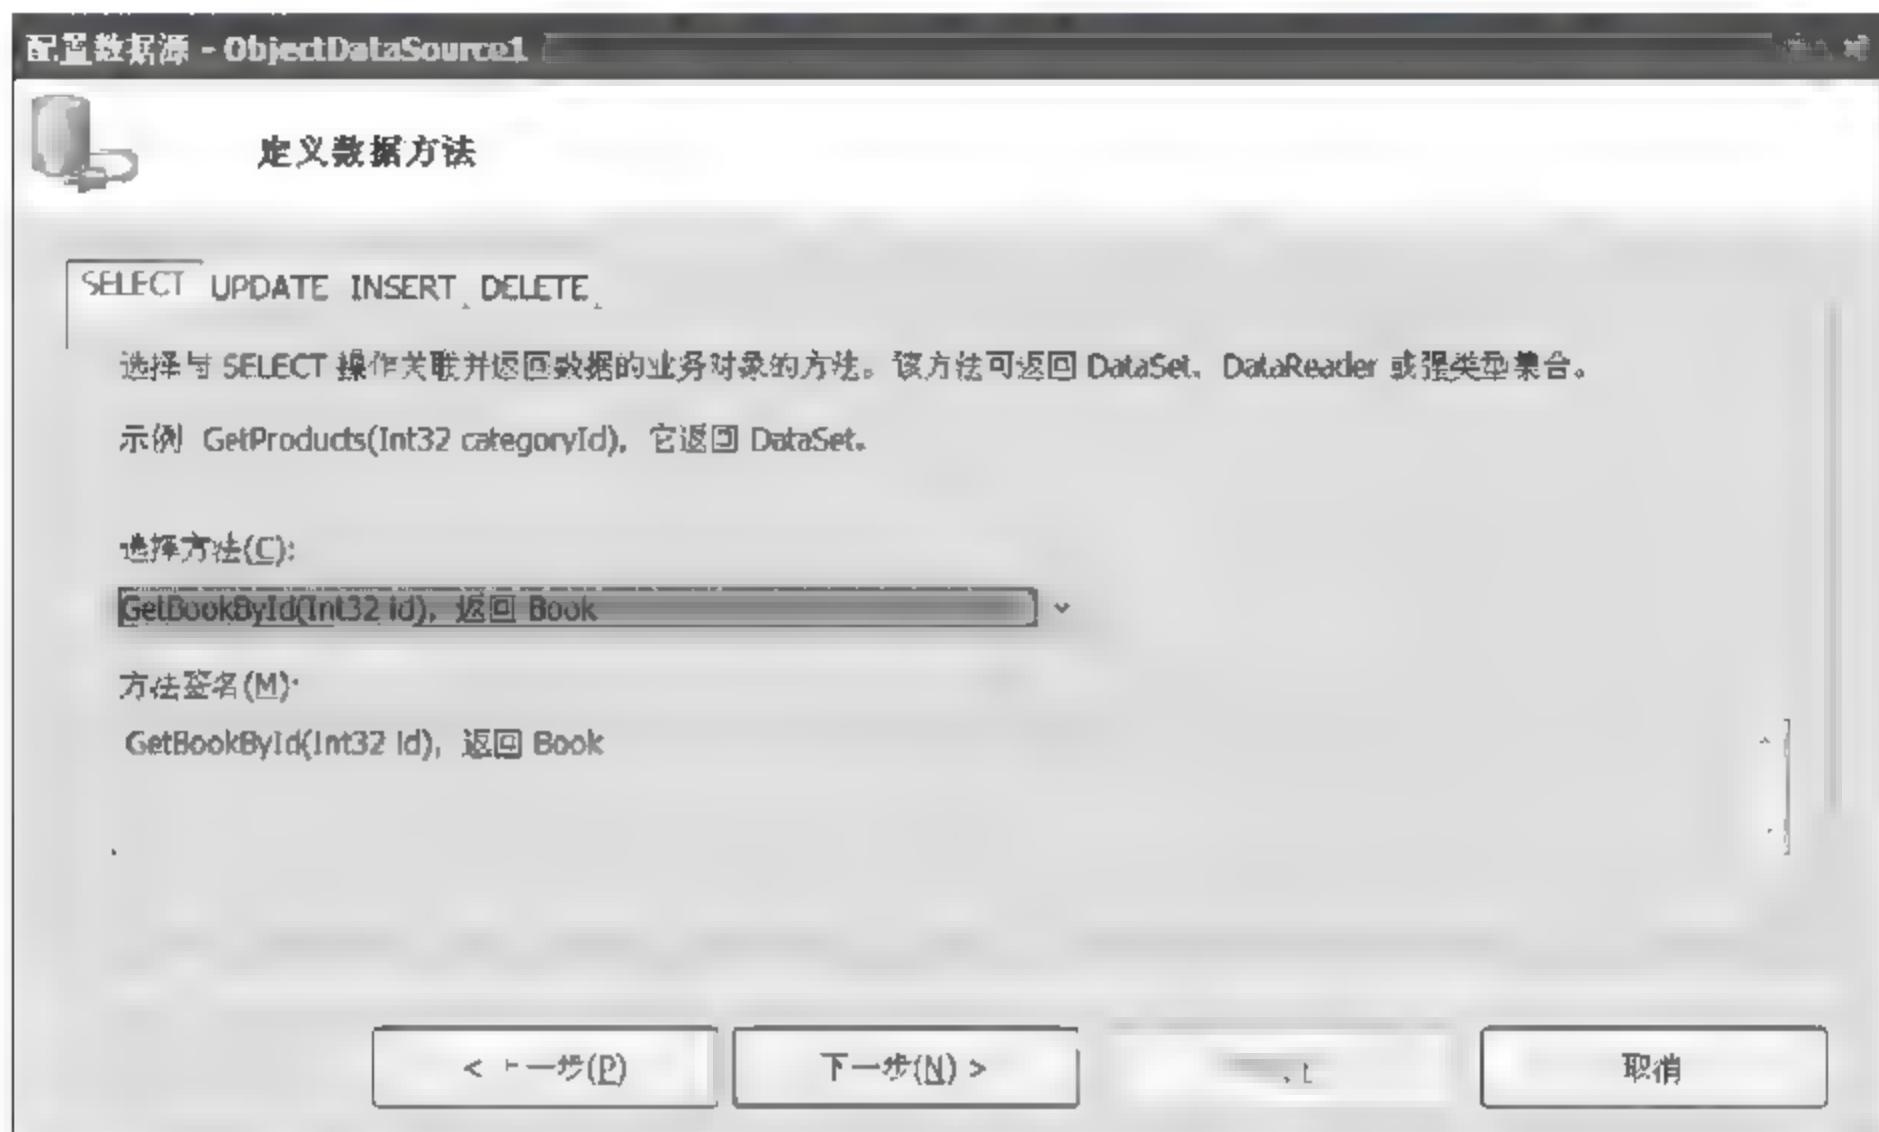 配置数据源 - ObjectDataSource1
定义数据方法
SELECT UPDATE INSERT DELETE
选择与 SELECT 操作关联并返回数据的业务对象的方法。该方法可返回 DataSet、DataReader 或强类型集合。
示例 GetProducts(Int32 categoryId)，它返回 DataSet。
选择方法(C):
GetBookById(Int32 id)，返回 Book
方法签名(M):
GetBookById(Int32 id)，返回 Book
< 上一步(P) 下一步(N) > 取消